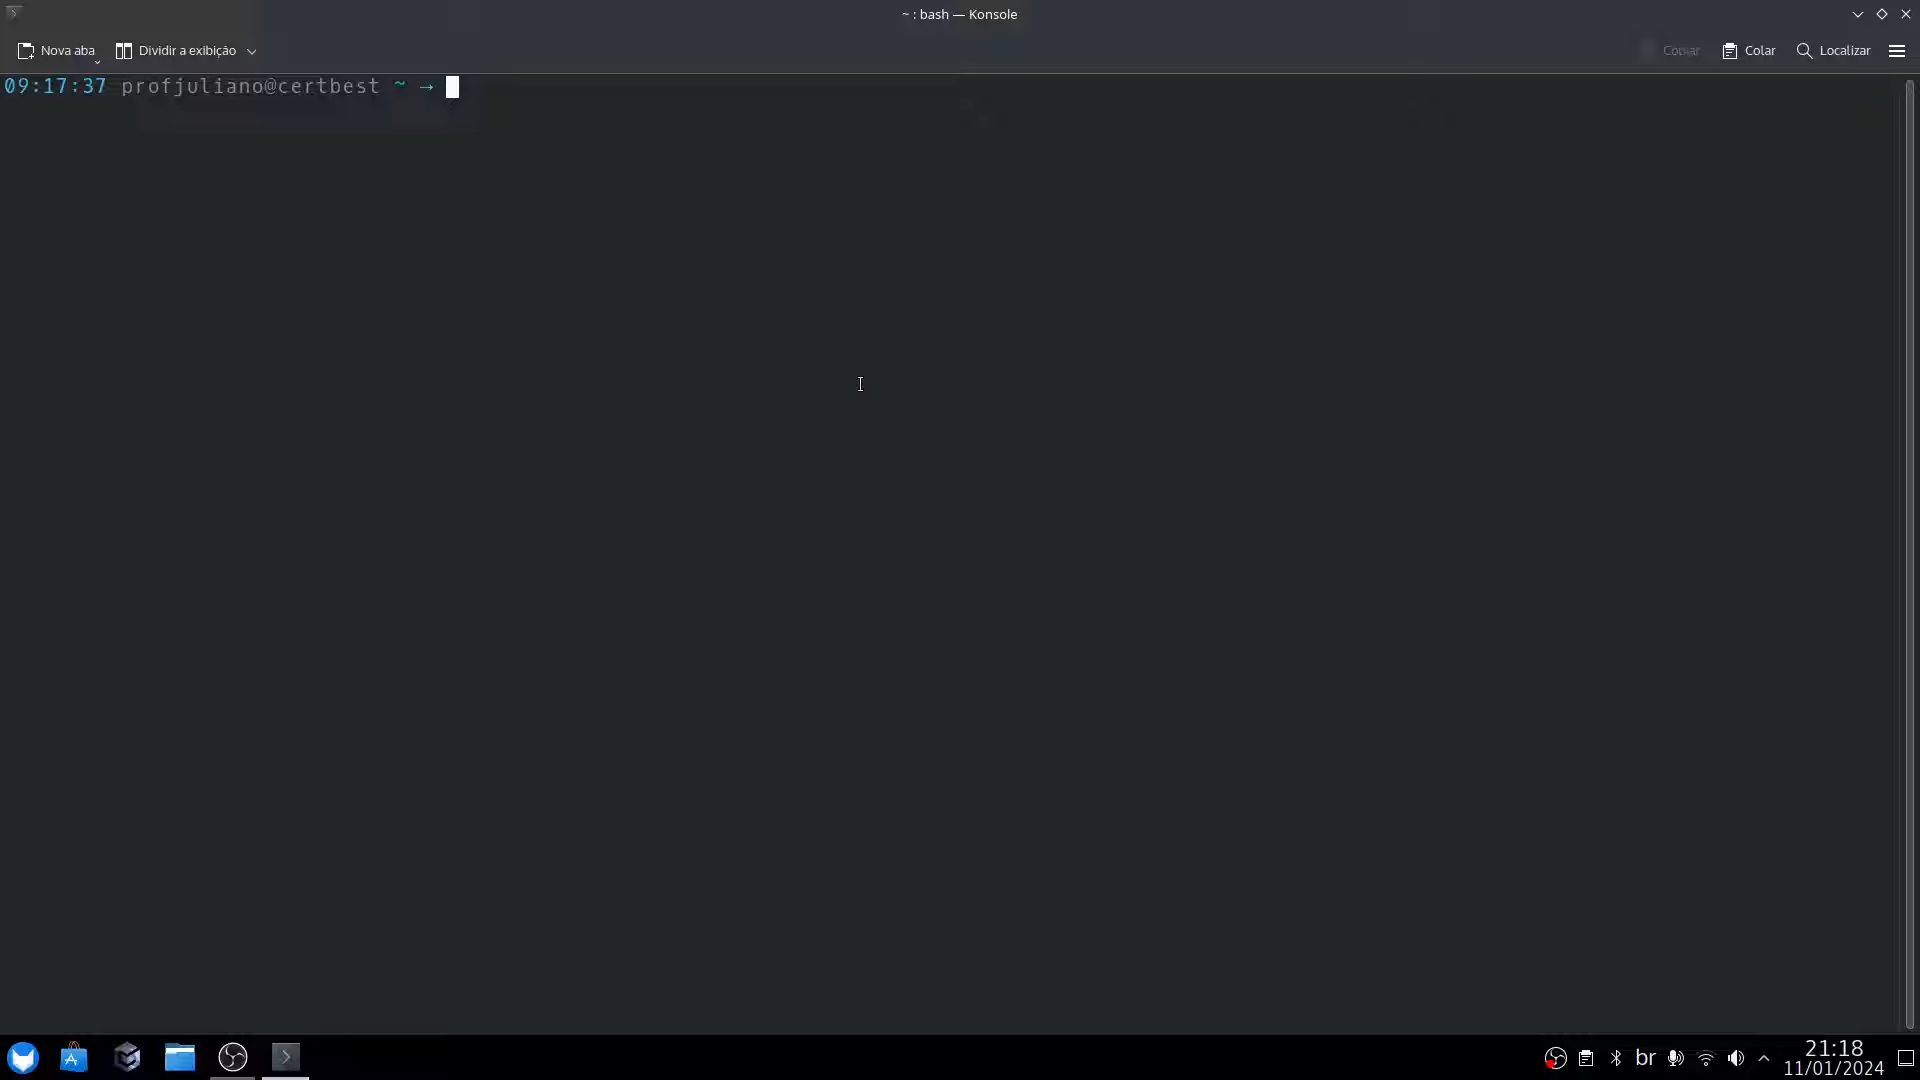 ~ : bash — Konsole
Nova aba
Dividir a exibição
Copiar
Colar
Localizar
09:17:37 profjuliano@certbest ~ →
br
21:18
11/01/2024